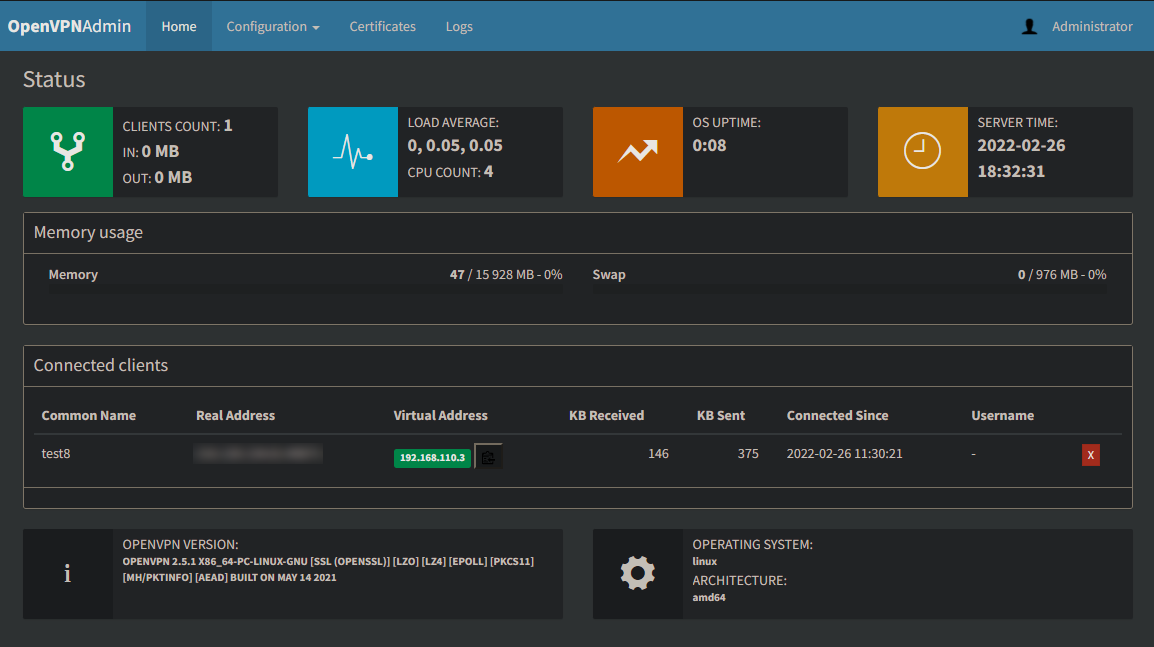 OpenVPNAdmin Home Configuration Certificates Logs Administrator
Status
CLIENTS COUNT: 1
IN: 0 MB
OUT: 0 MB
LOAD AVERAGE:
0, 0.05, 0.05
CPU COUNT: 4
OS UPTIME:
0:08
SERVER TIME:
2022-02-26
18:32:31
Memory usage
Memory 47 / 15 928 MB - 0% Swap 0 / 976 MB - 0%
Connected clients
Common Name Real Address Virtual Address KB Received KB Sent Connected Since Username
test8 192.168.110.3 146 375 2022-02-26 11:30:21 - X
OPENVPN VERSION:
OPENVPN 2.5.1 X86_64-PC-LINUX-GNU [SSL (OPENSSL)] [LZO] [LZ4] [EPOLL] [PKCS11]
[MH/PKTINFO] [AEAD] BUILT ON MAY 14 2021
OPERATING SYSTEM:
linux
ARCHITECTURE:
amd64